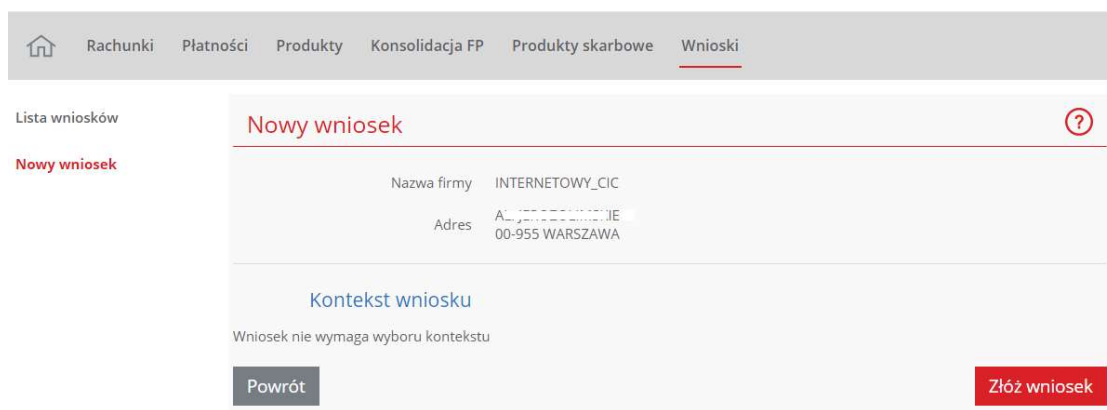 Rachunki Płatności Produkty Konsolidacja FP Produkty skarbowe Wnioski
Lista wniosków
Nowy wniosek
Nowy wniosek ?
Nazwa firmy INTERNETOWY_CIC
Adres
00-955 WARSZAWA
Kontekst wniosku
Wniosek nie wymaga wyboru kontekstu
Powrót Złóż wniosek